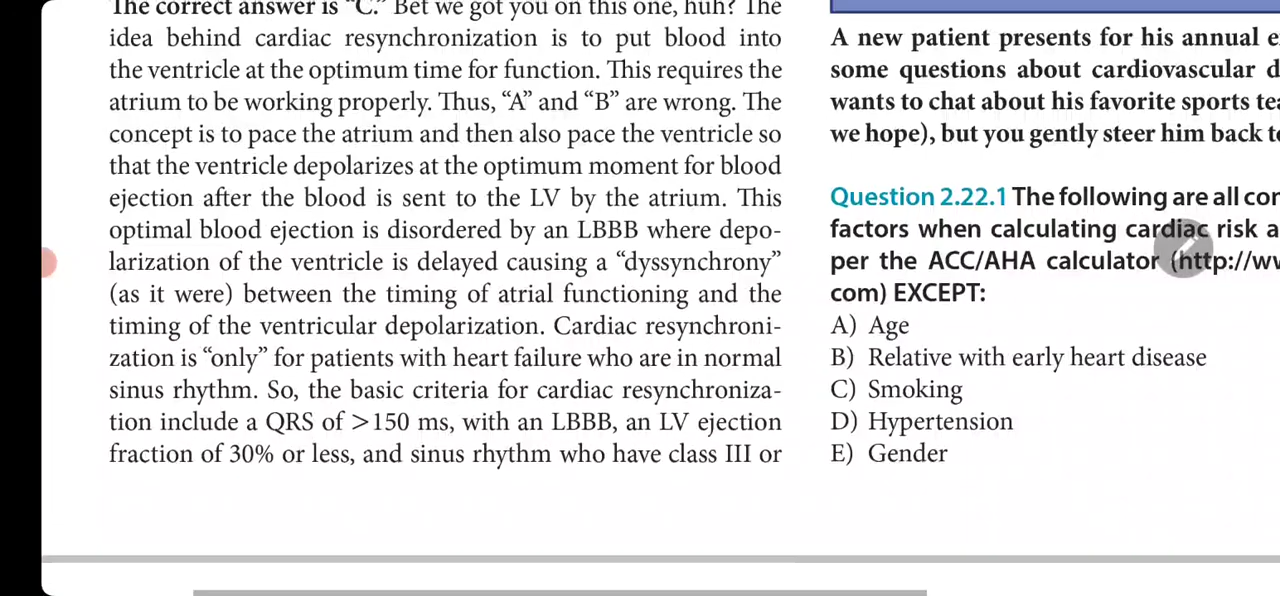 The correct answer is “C.” Bet we got you on this one, huh? The
idea behind cardiac resynchronization is to put blood into
the ventricle at the optimum time for function. This requires the
atrium to be working properly. Thus, “A” and “B” are wrong. The
concept is to pace the atrium and then also pace the ventricle so
that the ventricle depolarizes at the optimum moment for blood
ejection after the blood is sent to the LV by the atrium. This
optimal blood ejection is disordered by an LBBB where depo-
larization of the ventricle is delayed causing a “dyssynchrony”
(as it were) between the timing of atrial functioning and the
timing of the ventricular depolarization. Cardiac resynchroni-
zation is “only” for patients with heart failure who are in normal
sinus rhythm. So, the basic criteria for cardiac resynchroniza-
tion include a QRS of >150 ms, with an LBBB, an LV ejection
fraction of 30% or less, and sinus rhythm who have class III or
A new patient presents for his annual
some questions about cardiovascular
wants to chat about his favorite sports
we hope), but you gently steer him back
Question 2.22.1 The following are all
factors when calculating cardiac risk
per the ACC/AHA calculator (http://
com) EXCEPT:
A) Age
B) Relative with early heart disease
C) Smoking
D) Hypertension
E) Gender